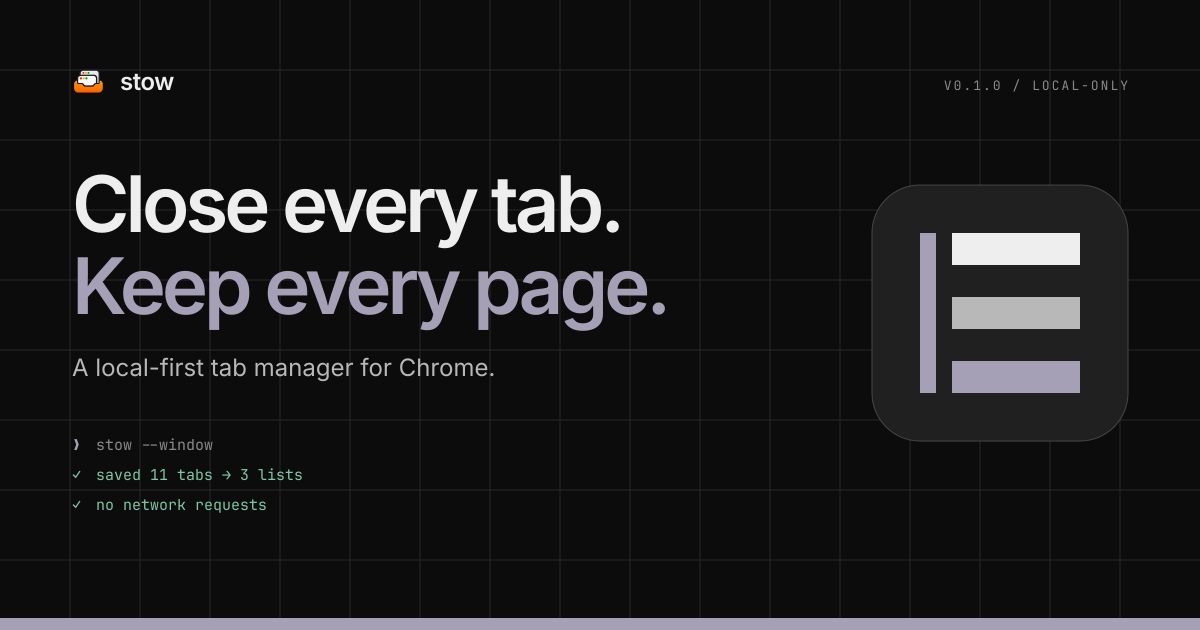 stow
V0.1.0 / LOCAL-ONLY
Close every tab.
Keep every page.
A local-first tab manager for Chrome.
❯ stow --window
✓ saved 11 tabs → 3 lists
✓ no network requests